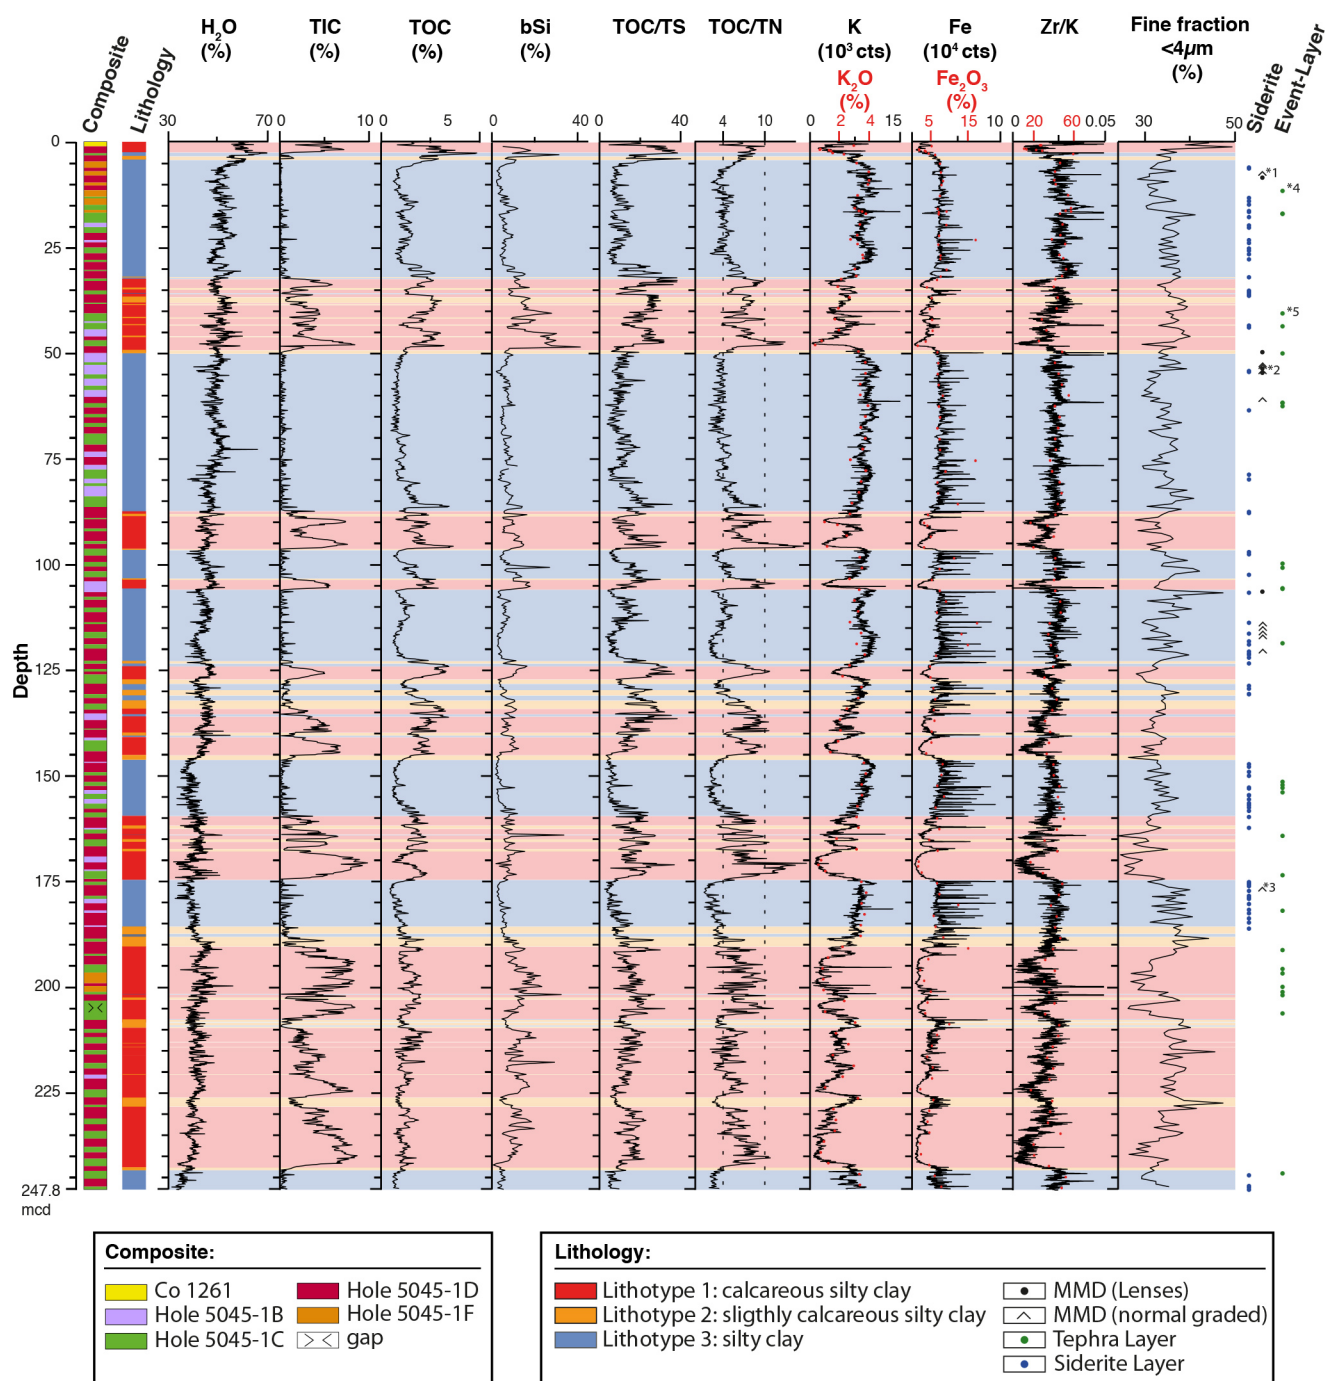 Composite
Lithology
H2O
(%)
TIC
(%)
TOC
(%)
bSi
(%)
TOC/TS
TOC/TN
K
(10³ cts)
K2O
(%)
Fe
(10⁴ cts)
Fe2O3
(%)
Zr/K
Fine fraction
<4µm
(%)
Siderite
Event-Layer
30 70 0 10 0 5 0 40 0 40 4 10 0 2 4 15 5 15 10 0 20 60 0.05 30 50
0
25
50
75
100
125
150
175
200
225
247.8
mcd
Depth
*1
*4
*5
*2
*3
Composite:
Co 1261
Hole 5045-1B
Hole 5045-1C
Hole 5045-1D
Hole 5045-1F
gap
Lithology:
Lithotype 1: calcareous silty clay
Lithotype 2: sligthly calcareous silty clay
Lithotype 3: silty clay
MMD (Lenses)
MMD (normal graded)
Tephra Layer
Siderite Layer